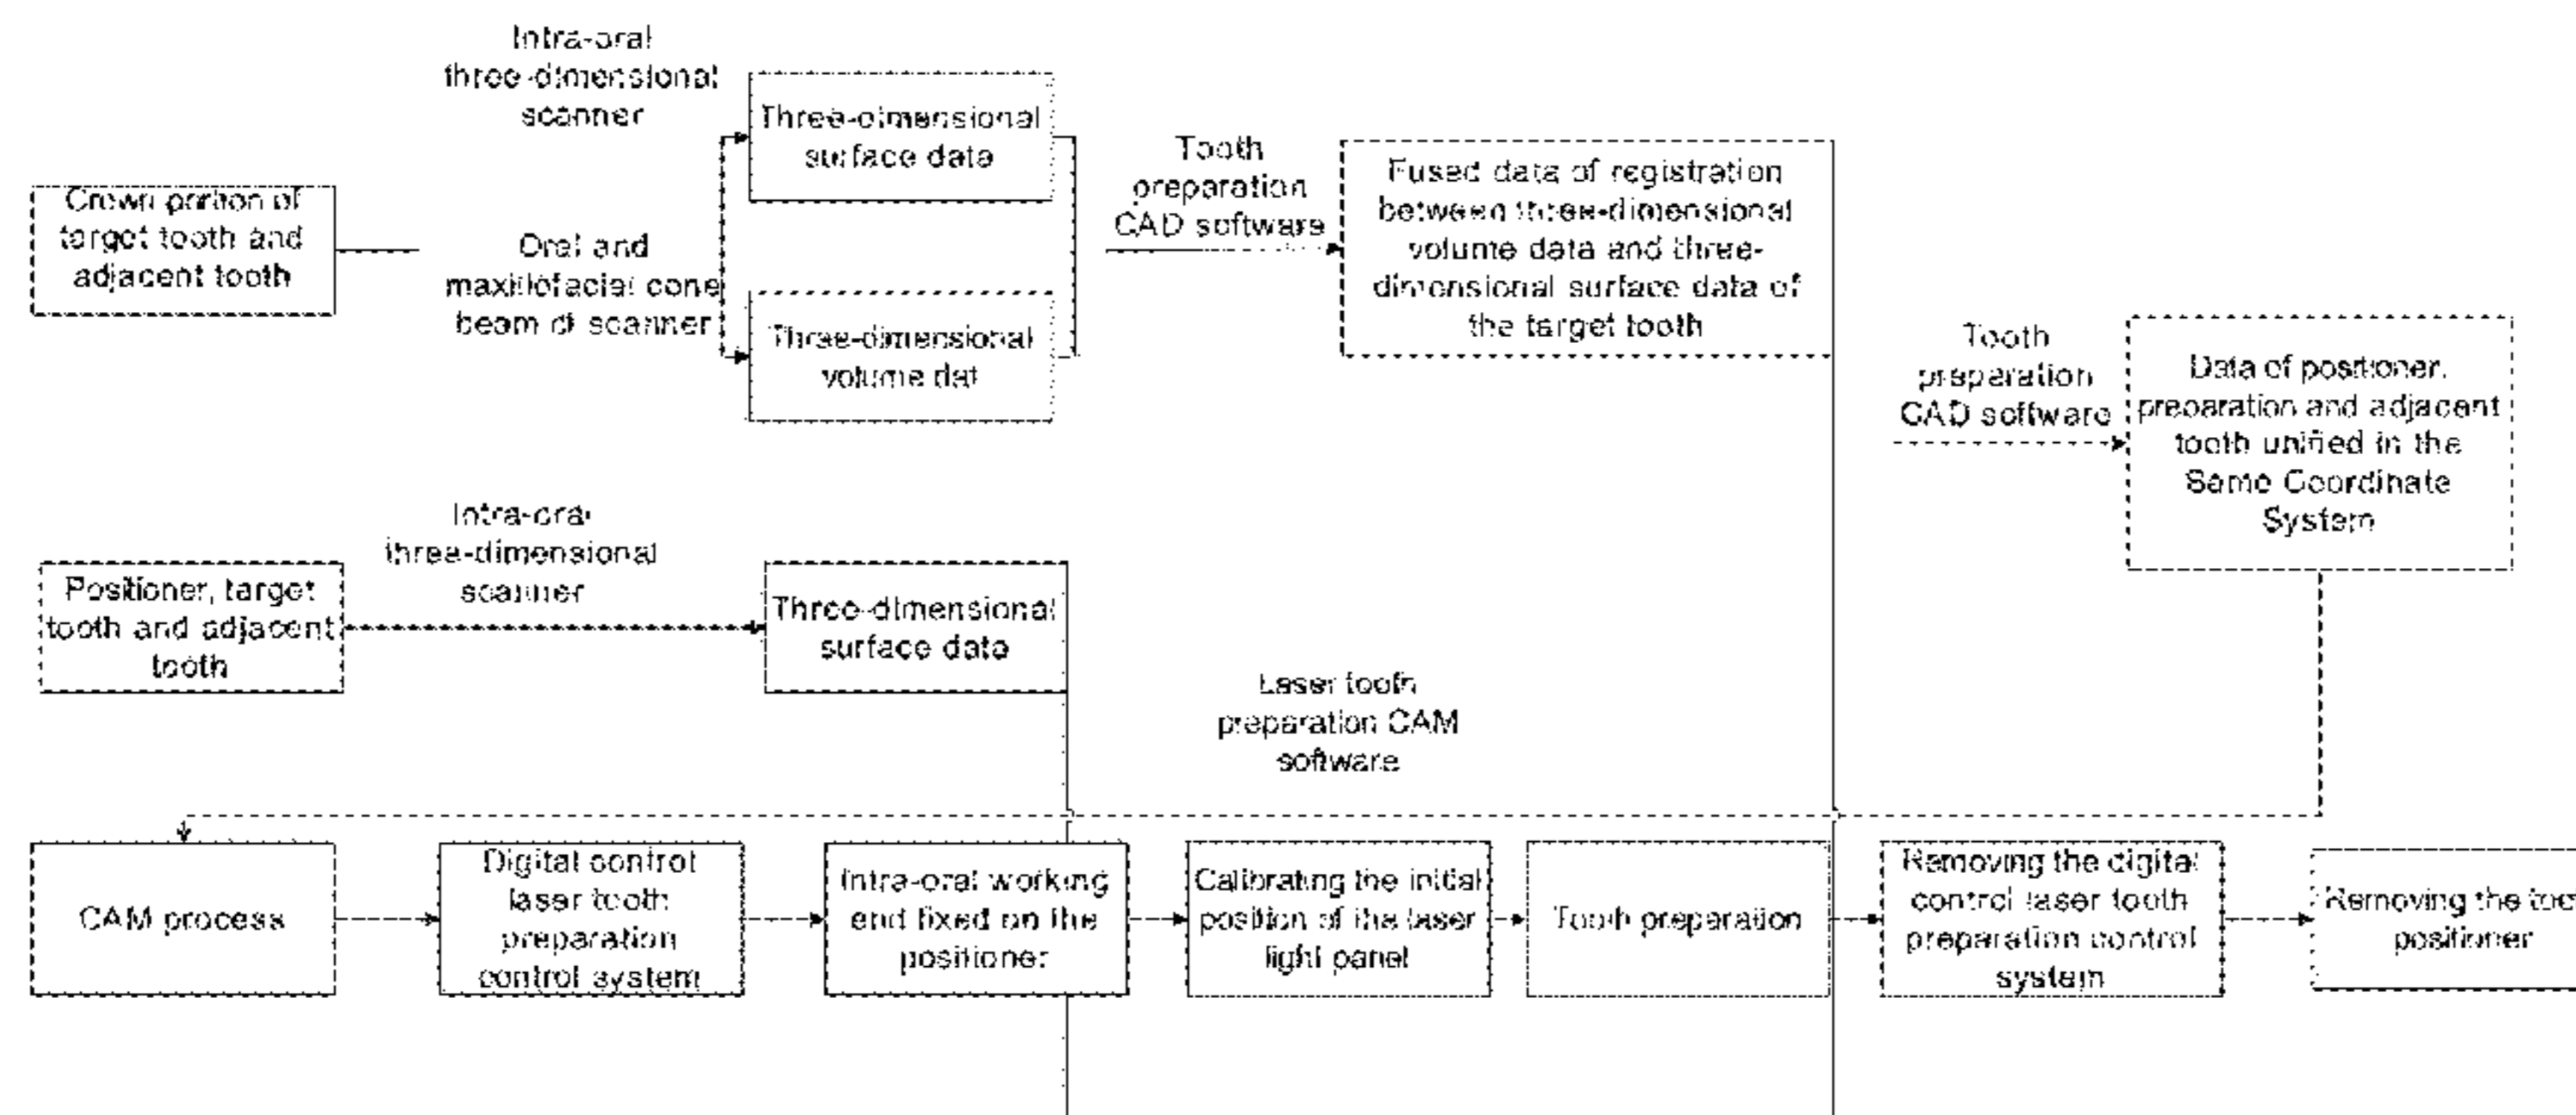 Intra-oral
three-dimensional
scanner
Three-dimensional
surface data
Crown portion of
target tooth and
adjacent tooth
Oral and
maxillofacial cone
beam ct scanner
Three-dimensional
volume dat
Tooth
preparation
CAD software
Fused data of registration
between three-dimensional
volume data and three-
dimensional surface data of
the target tooth
Tooth
preparation
CAD software
Data of positioner,
preparation and adjacent
tooth unified in the
Same Coordinate
System
Positioner, target
tooth and adjacent
tooth
Intra-oral
three-dimensional
scanner
Three-dimensional
surface data
Laser tooth
preparation CAM
software
CAM process
Digital control
laser tooth
preparation
control system
Intra-oral working
end fixed on the
positioner
Calibrating the initial
position of the laser
light panel
Tooth preparation
Removing the digital
control laser tooth
preparation control
system
Removing the
positioner